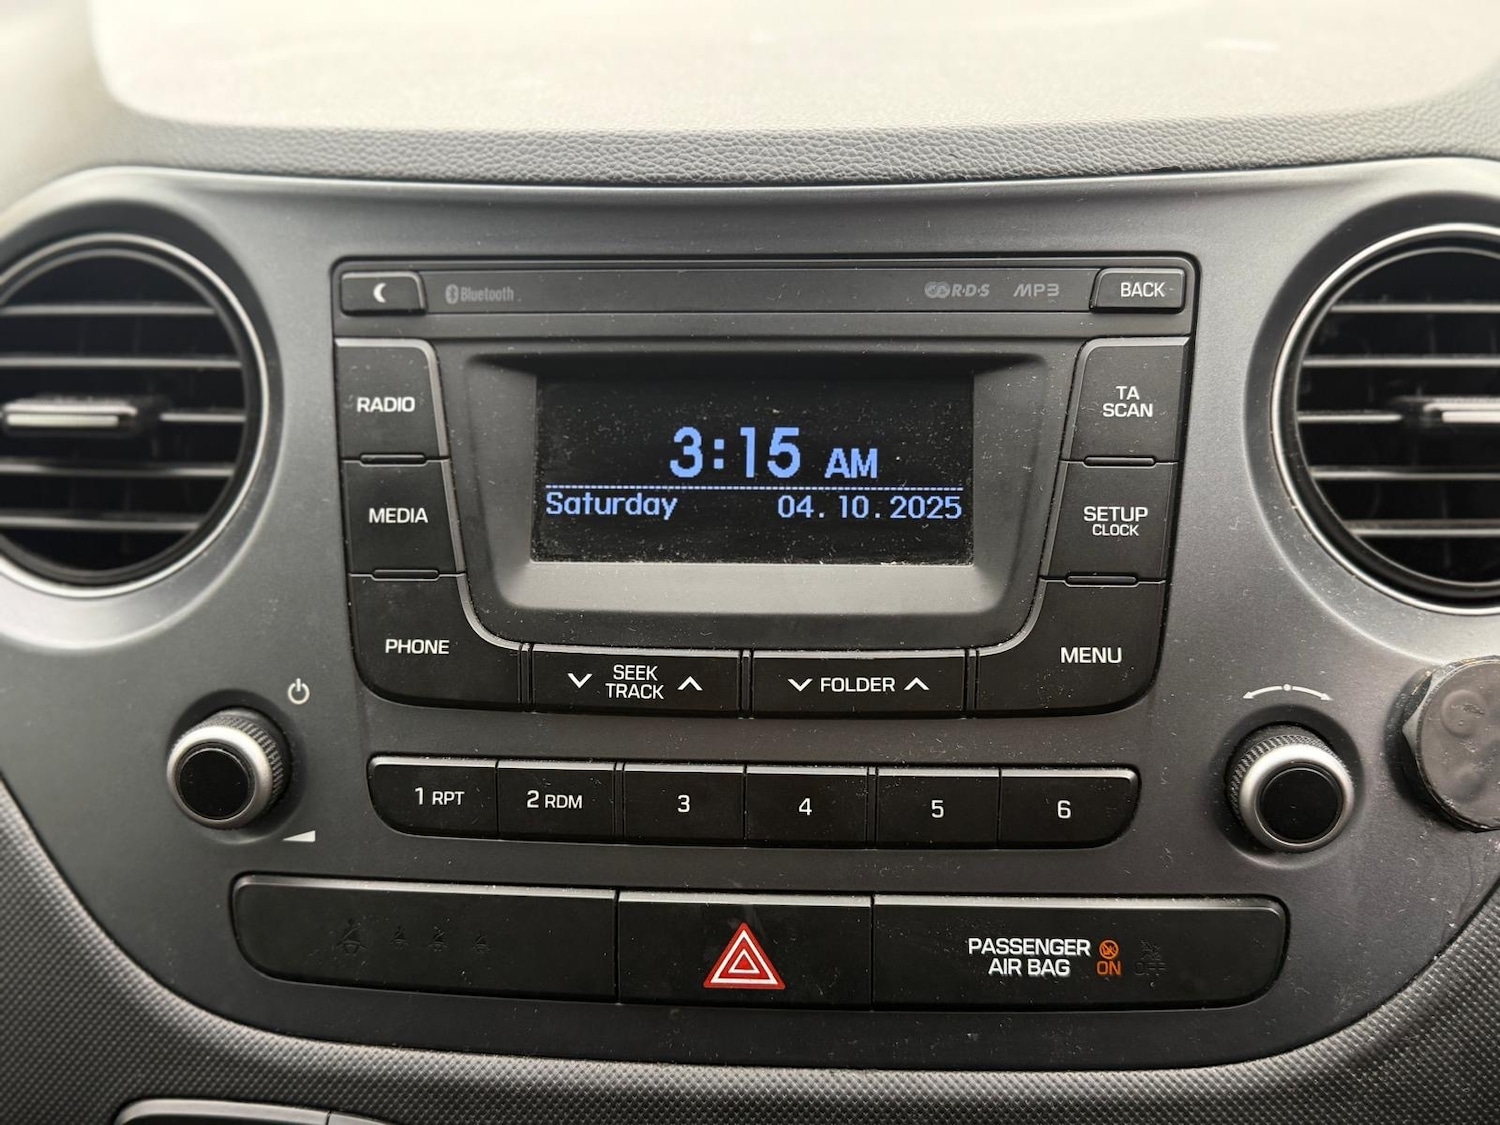 Bluetooth
R·D·S MP3
BACK
RADIO
TA
SCAN
3:15 AM
Saturday 04.10.2025
MEDIA
SETUP
CLOCK
PHONE
SEEK
TRACK
FOLDER
MENU
1 RPT
2 RDM
3
4
5
6
PASSENGER
AIR BAG
ON
OFF